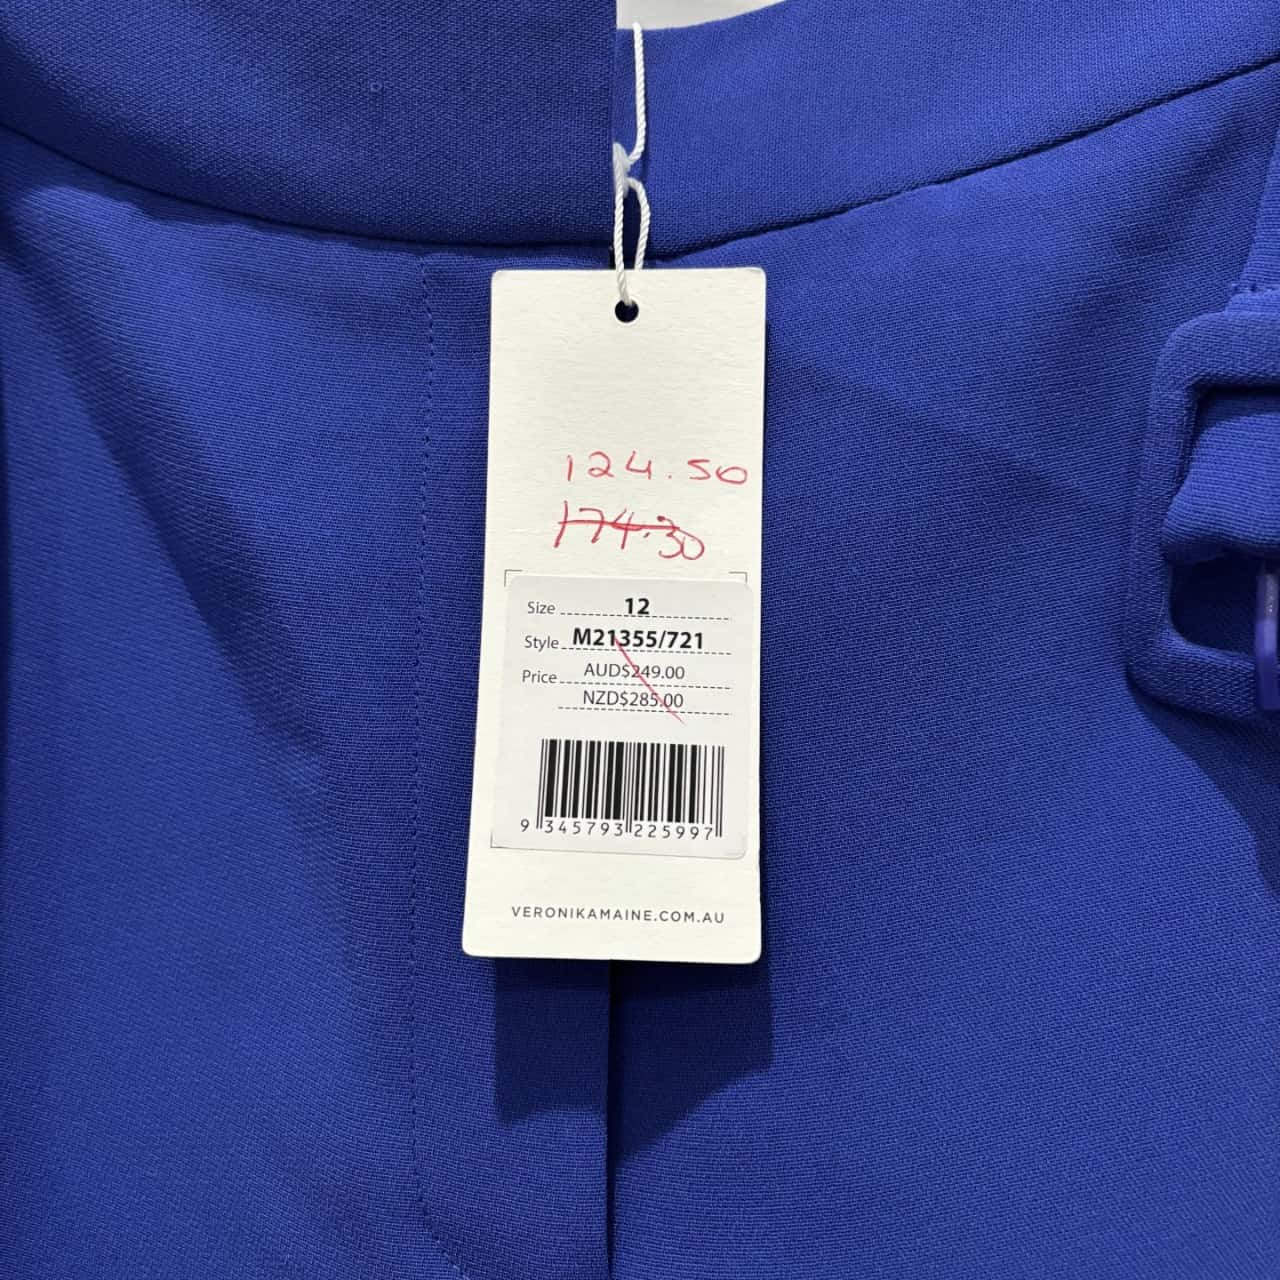 124.50
174.30
Size 12
Style M21355/721
Price AUD$249.00
NZD$285.00
9 345793 225997
VERONIKAMAINE.COM.AU